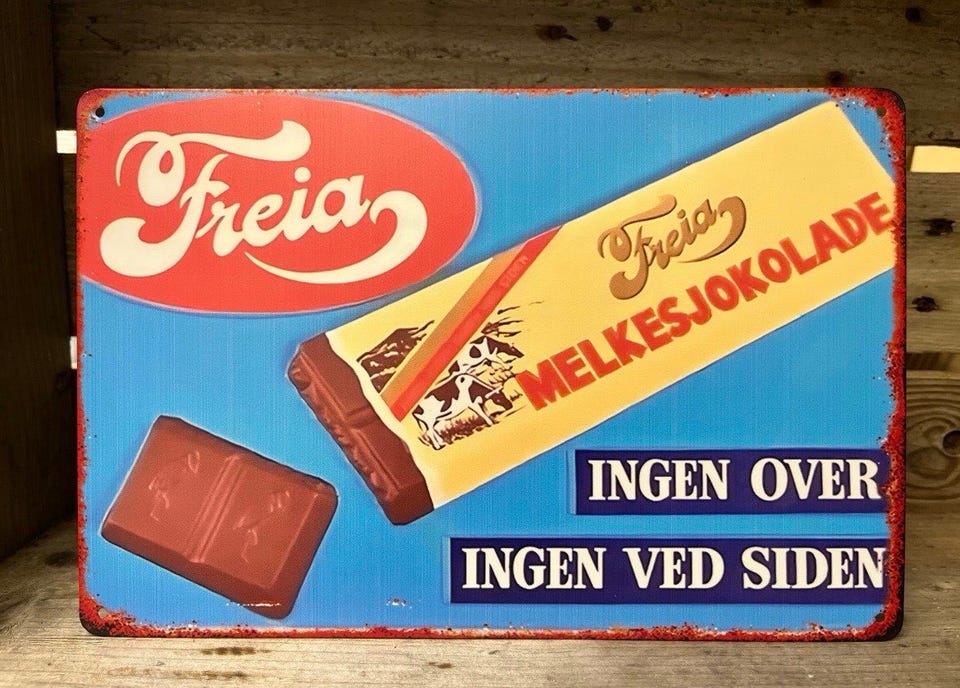 Freia
Freia
MELKESJOKOLADE
INGEN OVER
INGEN VED SIDEN